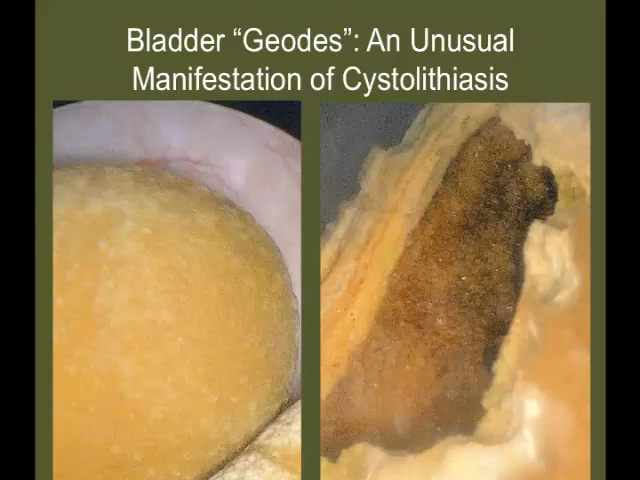 Bladder “Geodes”: An Unusual
Manifestation of Cystolithiasis